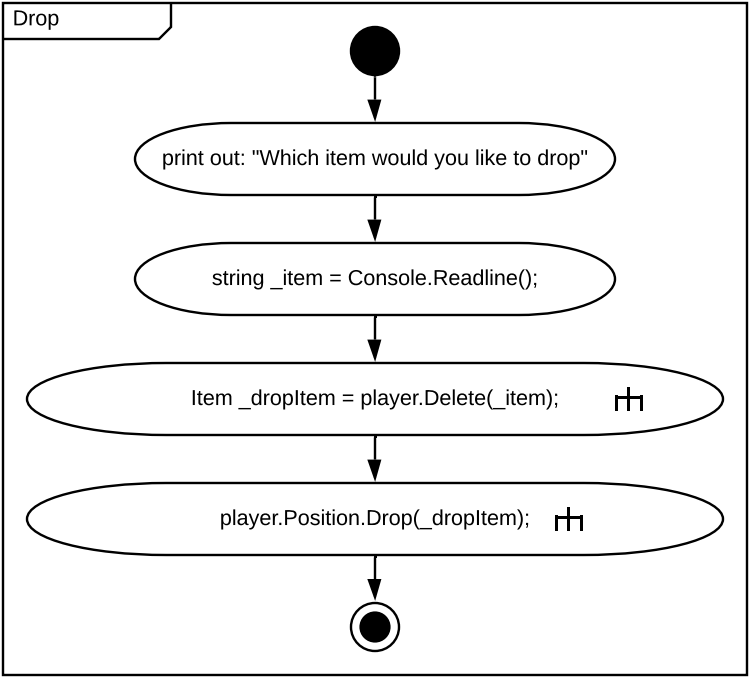 Drop
print out: "Which item would you like to drop"
string _item = Console.Readline();
Item _dropItem = player.Delete(_item);
player.Position.Drop(_dropItem);